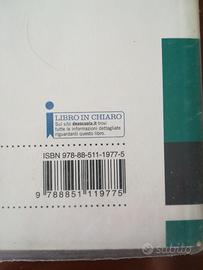 LIBRO IN CHIARO
Sul sito deascuola.it trovi
tutte le informazioni dettagliate
riguardanti questo libro.
ISBN 978-88-511-1977-5
9 788851 119775
subito